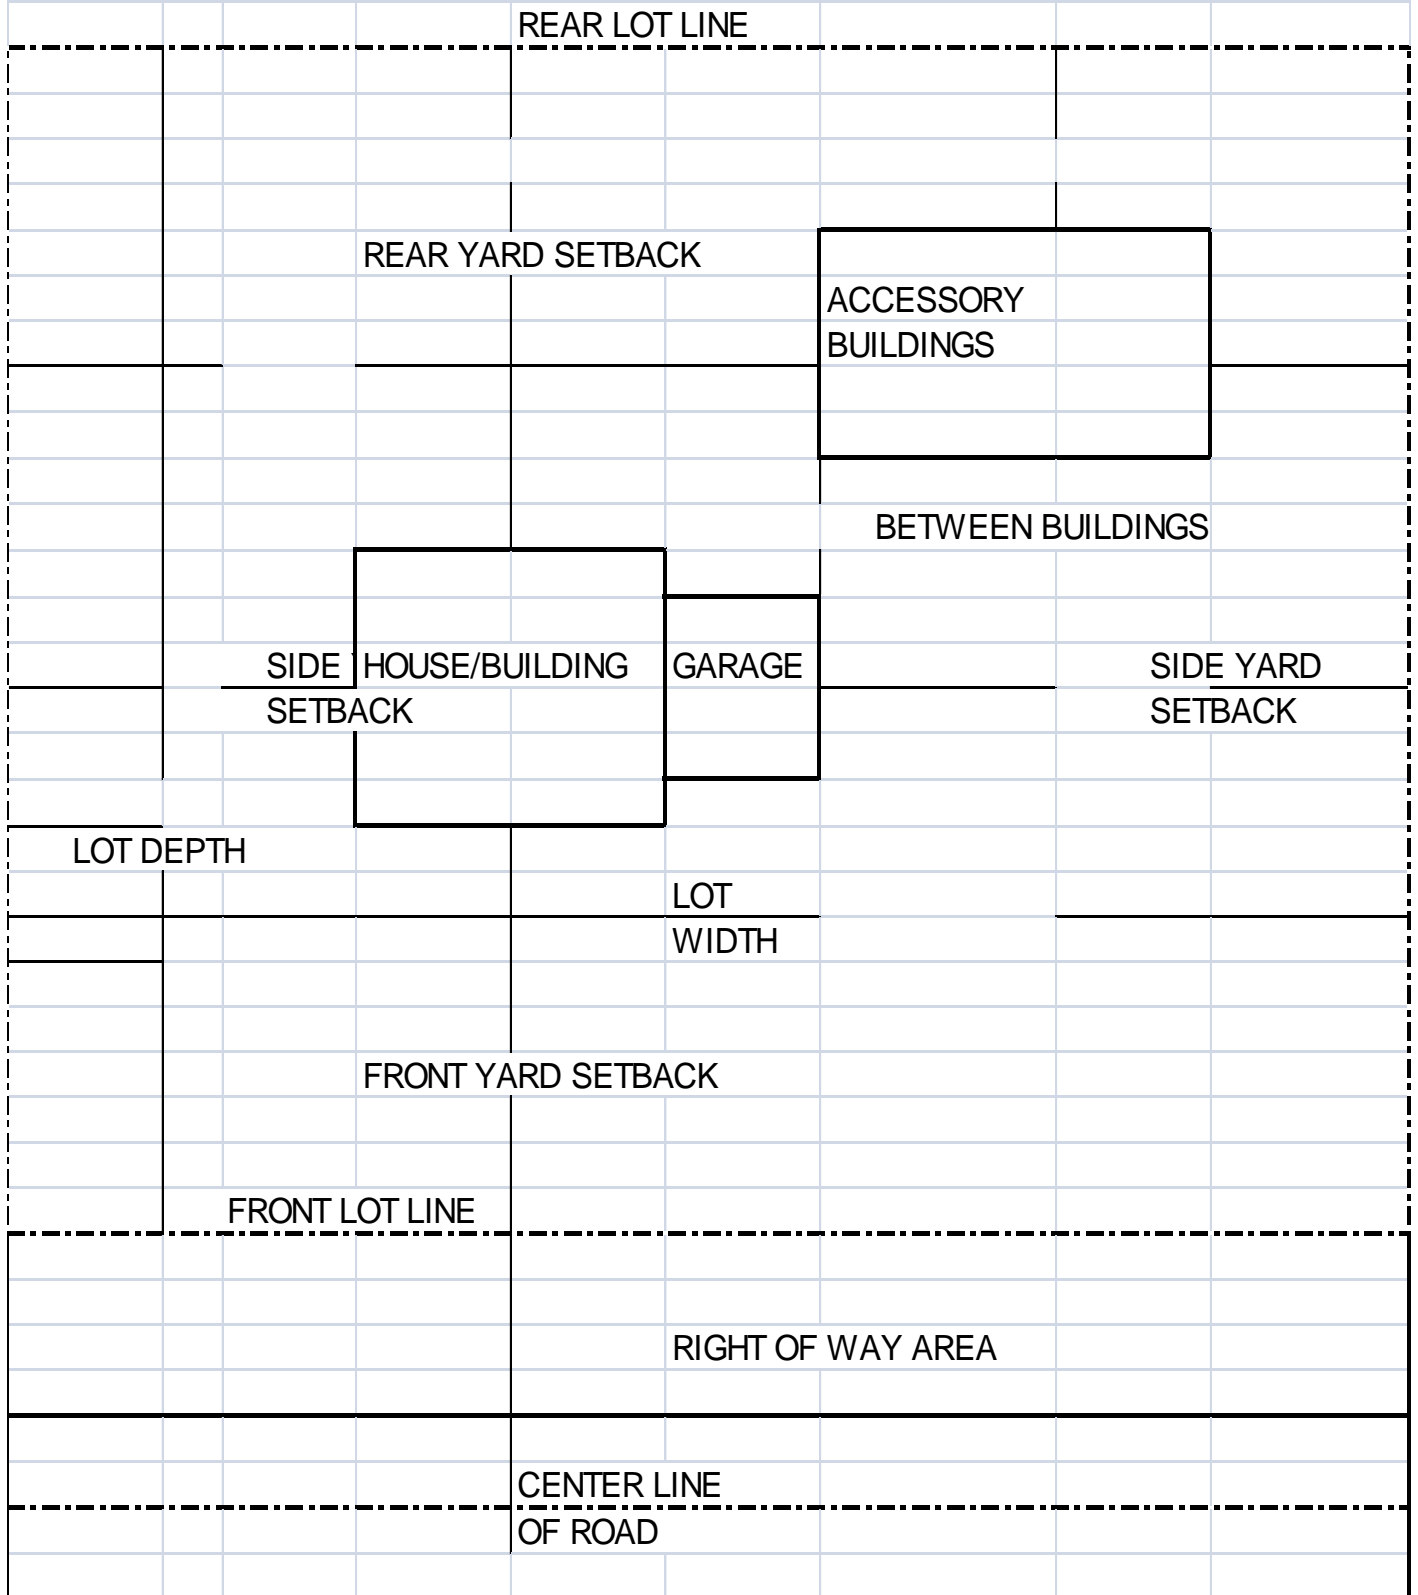 REAR LOT LINE
REAR YARD SETBACK
ACCESSORY
BUILDINGS
BETWEEN BUILDINGS
SIDE
SETBACK
HOUSE/BUILDING
GARAGE
SIDE YARD
SETBACK
LOT DEPTH
LOT
WIDTH
FRONT YARD SETBACK
FRONT LOT LINE
RIGHT OF WAY AREA
CENTER LINE
OF ROAD